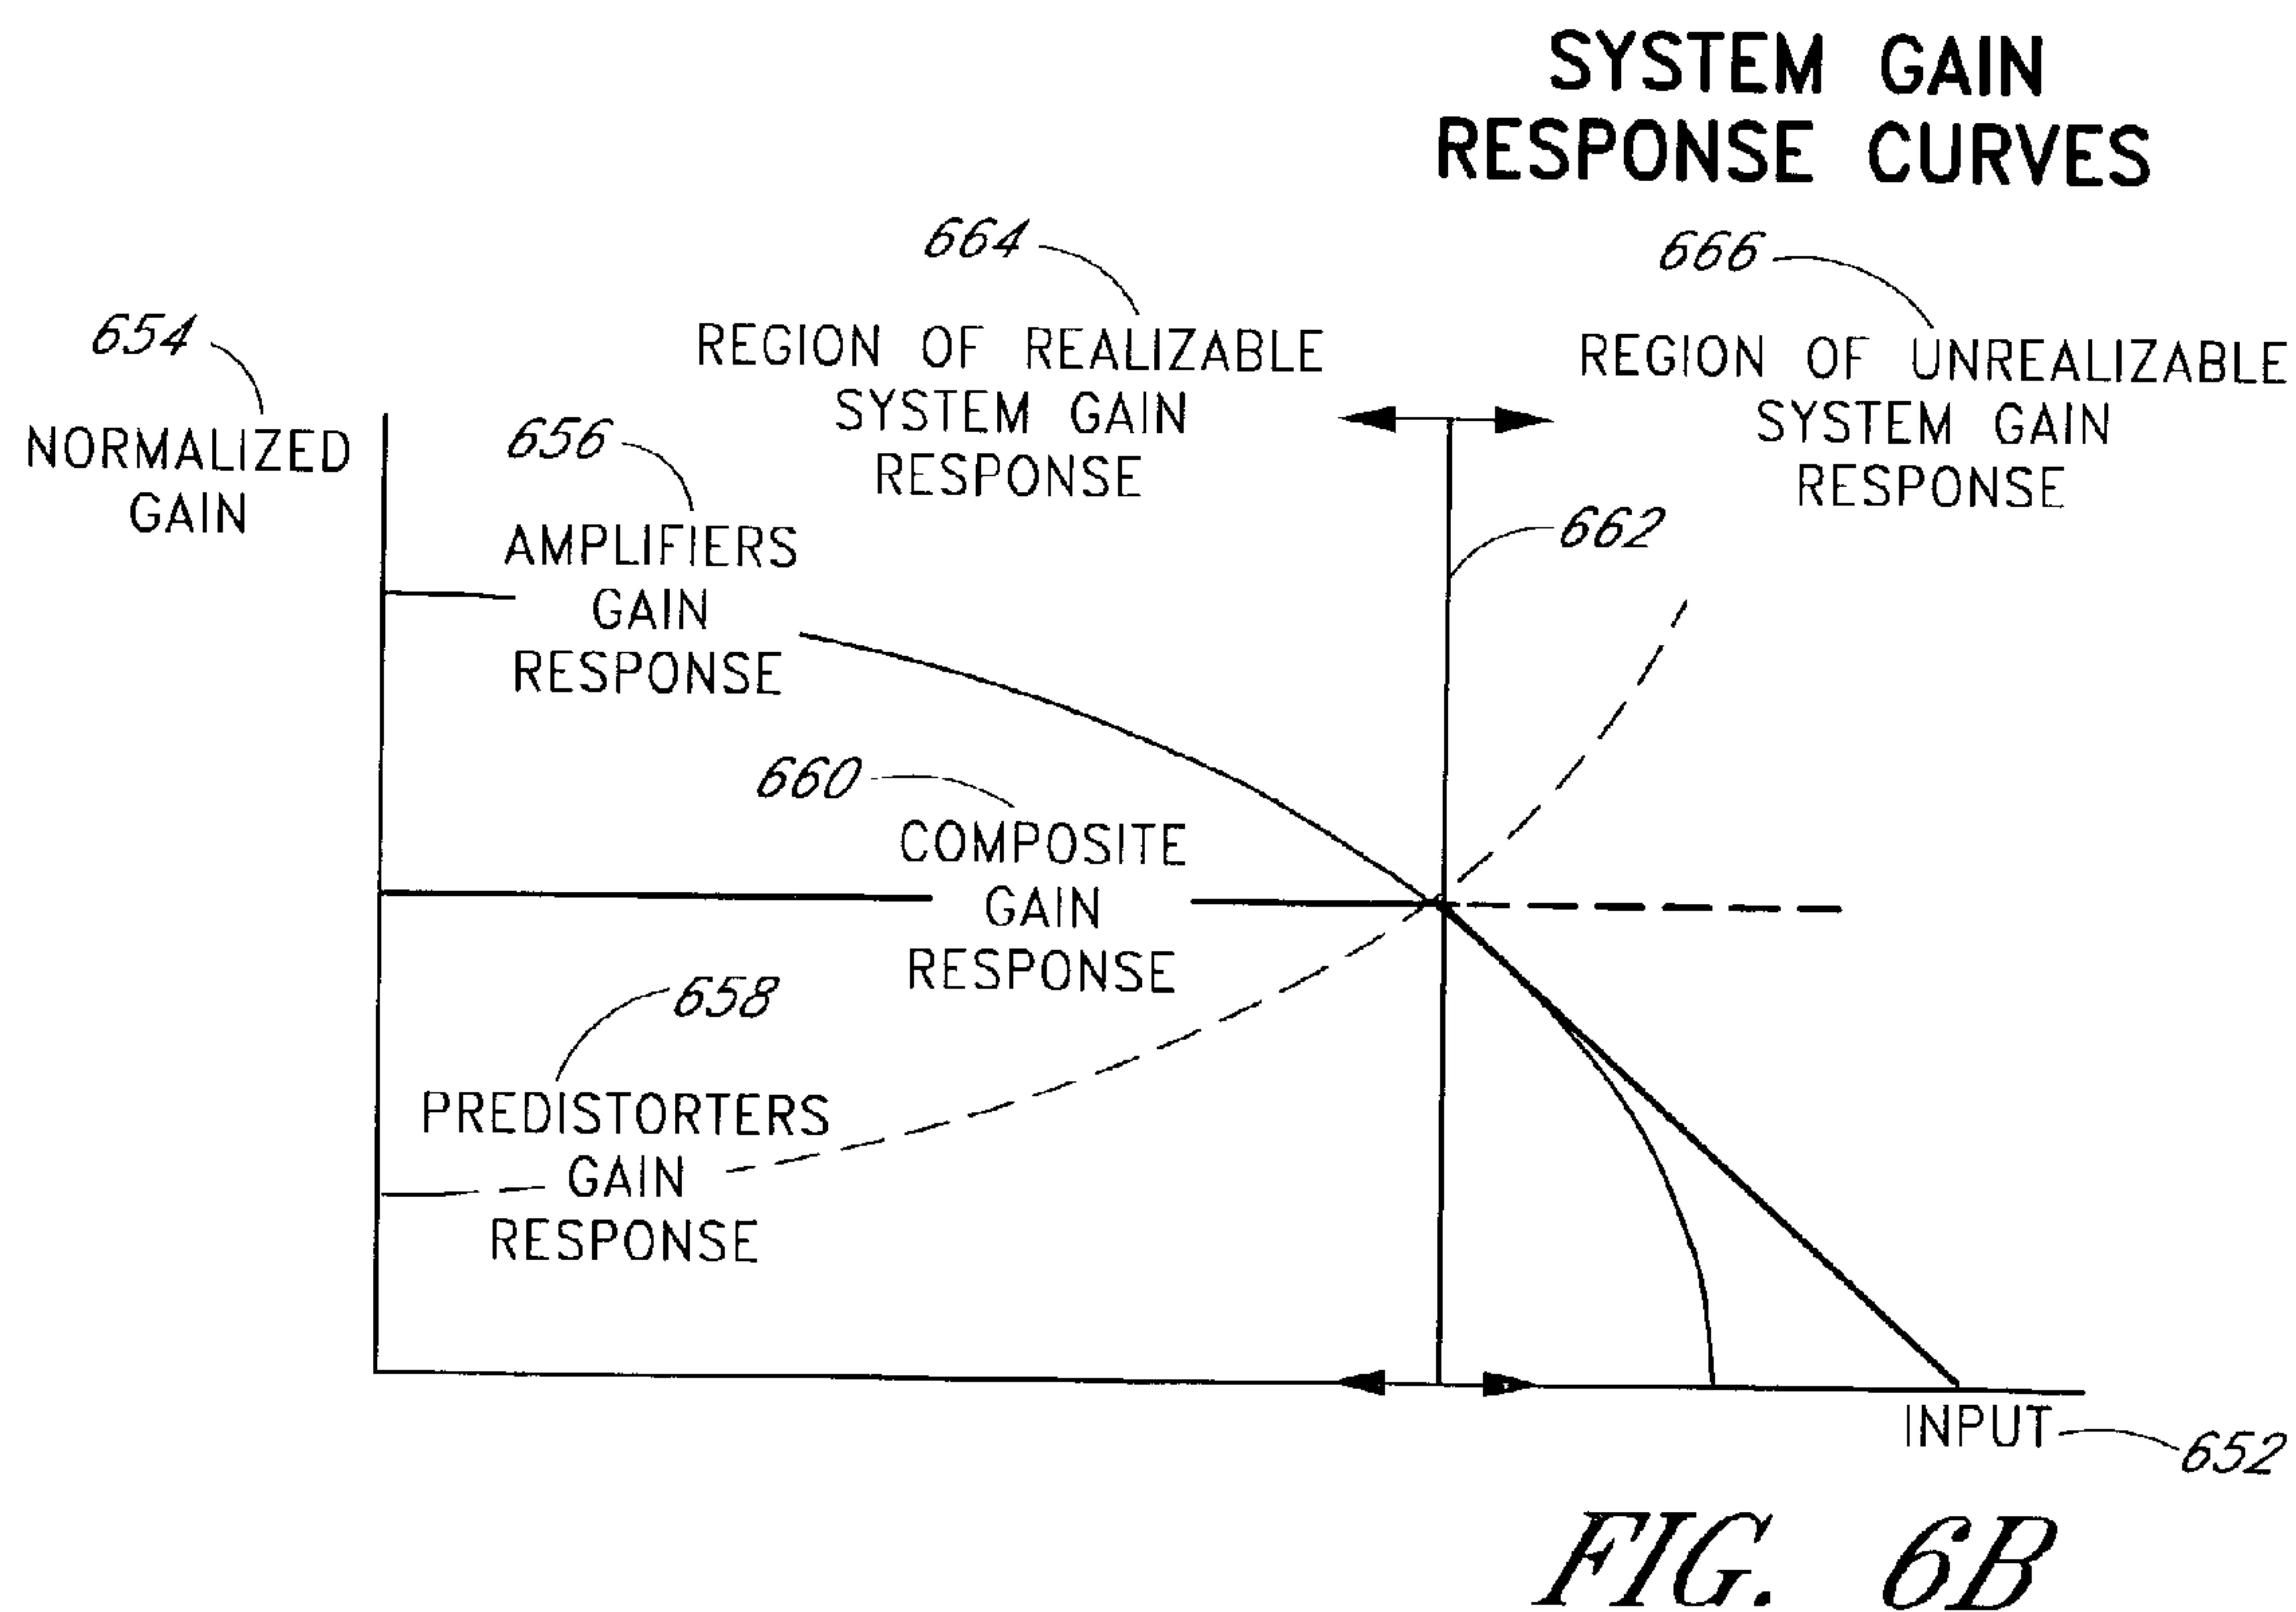 SYSTEM GAIN
RESPONSE CURVES
664
666
654
REGION OF REALIZABLE
SYSTEM GAIN
RESPONSE
REGION OF UNREALIZABLE
SYSTEM GAIN
RESPONSE
NORMALIZED
GAIN
656
AMPLIFIERS
GAIN
RESPONSE
662
660
COMPOSITE
GAIN
RESPONSE
658
PREDISTORTERS
GAIN
RESPONSE
INPUT
652
FIG. 6B